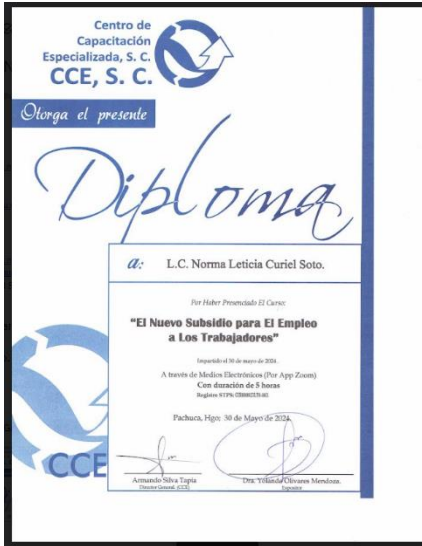 Centro de
Capacitación
Especializada, S. C.
CCE, S. C.
Otorga el presente
Diploma
a: L.C. Norma Leticia Curiel Soto.
Por Haber Presenciado El Curso:
"El Nuevo Subsidio para El Empleo
a Los Trabajadores"
Impartido el 30 de mayo de 2024.
A través de Medios Electrónicos (Por App Zoom)
Con duración de 5 horas
Registro STPS:
Pachuca, Hgo; 30 de Mayo de 2024.
CCE
Armando Silva Tapia
Director General (CCE)
Dra. Yolanda Olivares Mendoza.
Expositor